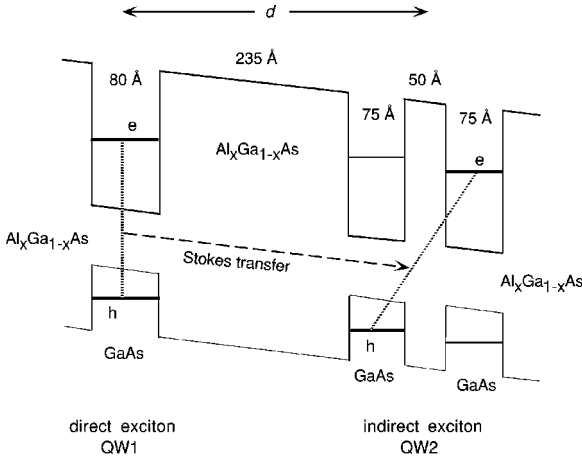 d
235 Å
80 Å
50 Å
75 Å
75 Å
e
AlxGa1-xAs
e
AlxGa1-xAs
Stokes transfer
AlxGa1-xAs
h
h
GaAs
GaAs
GaAs
direct exciton
QW1
indirect exciton
QW2